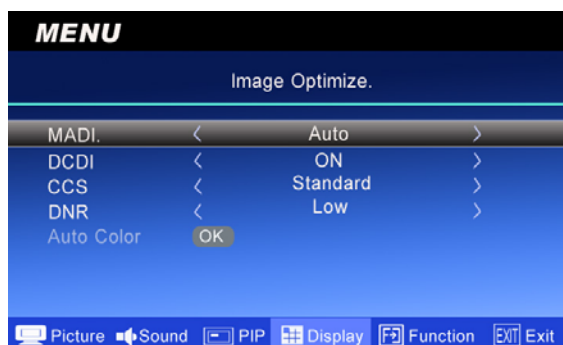 MENU
Image Optimize.
MADI. < Auto >
DCDI < ON >
CCS < Standard >
DNR < Low >
Auto Color OK
Picture Sound PIP Display F Function EXIT Exit